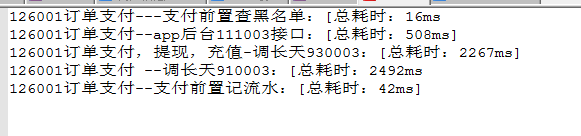 126001订单支付---支付前置查黑名单：[总耗时：16ms
126001订单支付--app后台111003接口：[总耗时：508ms]
126001订单支付，提现，充值-调长天930003：[总耗时：2267ms]
126001订单支付 --调长天910003：[总耗时：2492ms
126001订单支付--支付前置记流水：[总耗时：42ms]